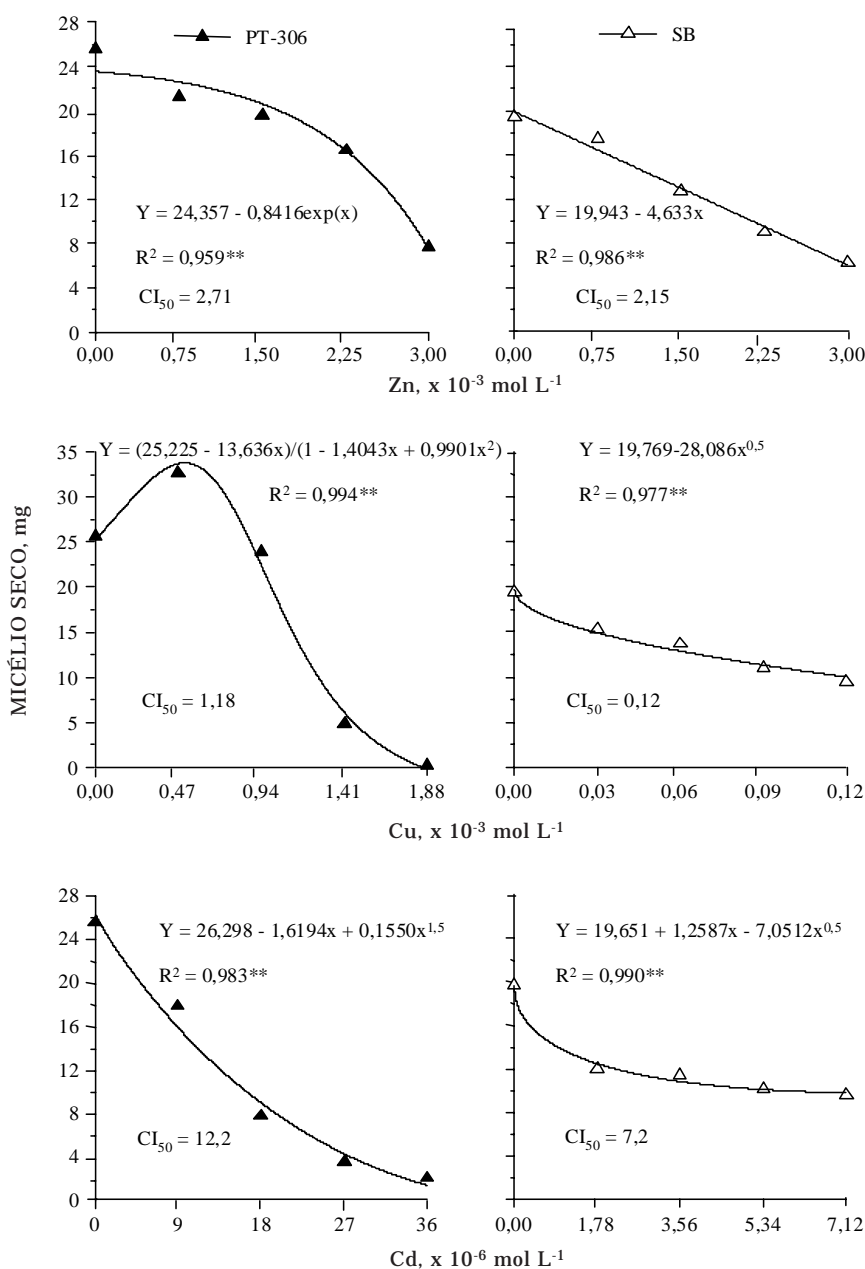 PT-306
SB
28
24
20
16
12
8
4
0
Y = 24,357 - 0,8416exp(x)
R² = 0,959**
CI₅₀ = 2,71
Y = 19,943 - 4,633x
R² = 0,986**
CI₅₀ = 2,15
0,00 0,75 1,50 2,25 3,00
0,00 0,75 1,50 2,25 3,00
Zn, x 10⁻³ mol L⁻¹
MICÉLIO SECO, mg
35
30
25
20
15
10
5
0
Y = (25,225 - 13,636x)/(1 - 1,4043x + 0,9901x²)
R² = 0,994**
CI₅₀ = 1,18
Y = 19,769-28,086x⁰,⁵
R² = 0,977**
CI₅₀ = 0,12
0,00 0,47 0,94 1,41 1,88
0,00 0,03 0,06 0,09 0,12
Cu, x 10⁻³ mol L⁻¹
28
24
20
16
12
8
4
0
Y = 26,298 - 1,6194x + 0,1550x¹,⁵
R² = 0,983**
CI₅₀ = 12,2
Y = 19,651 + 1,2587x - 7,0512x⁰,⁵
R² = 0,990**
CI₅₀ = 7,2
0 9 18 27 36
0,00 1,78 3,56 5,34 7,12
Cd, x 10⁻⁶ mol L⁻¹